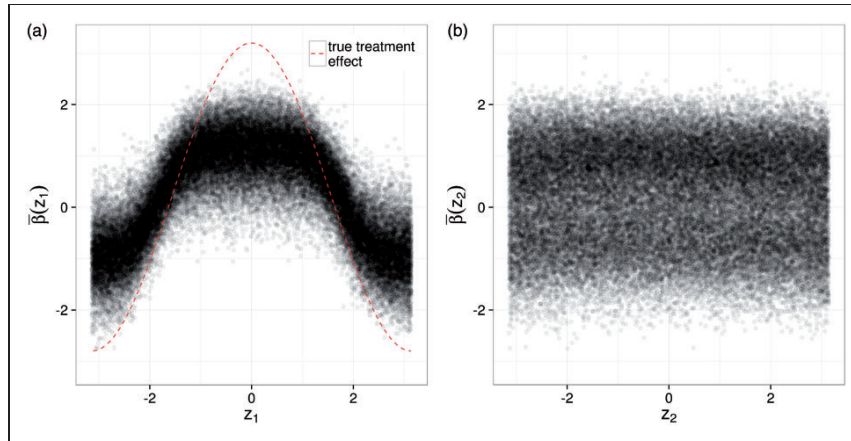 (a)
true treatment
effect
β̄(z₁)
2
0
-2
-2
0
2
z₁
(b)
β̄(z₂)
2
0
-2
-2
0
2
z₂